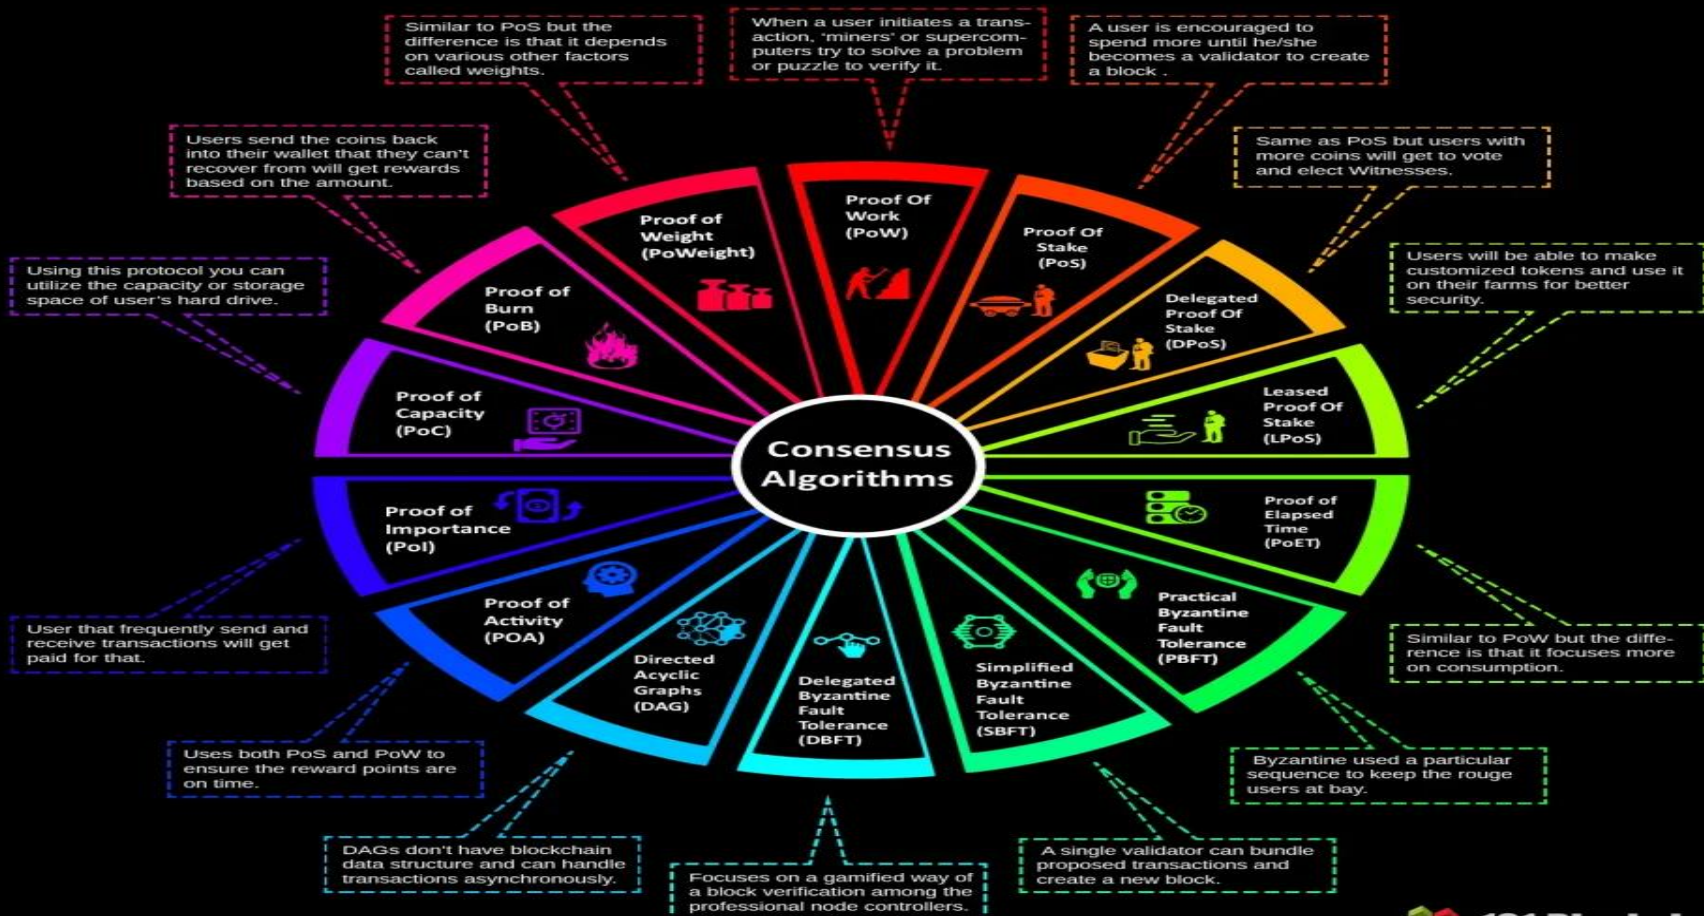 Similar to PoS but the
difference is that it depends
on various other factors
called weights.
When a user initiates a trans-
action, 'miners' or supercom-
puters try to solve a problem
or puzzle to verify it.
A user is encouraged to
spend more until he/she
becomes a validator to create
a block .
Users send the coins back
into their wallet that they can't
recover from will get rewards
based on the amount.
Same as PoS but users with
more coins will get to vote
and elect Witnesses.
Using this protocol you can
utilize the capacity or storage
space of user's hard drive.
Users will be able to make
customized tokens and use it
on their farms for better
security.
Proof of
Weight
(PoWeight)
Proof Of
Work
(PoW)
Proof Of
Stake
(PoS)
Proof of
Burn
(PoB)
Delegated
Proof Of
Stake
(DPoS)
Proof of
Capacity
(PoC)
Leased
Proof Of
Stake
(LPoS)
Consensus
Algorithms
Proof of
Importance
(PoI)
Proof of
Elapsed
Time
(PoET)
Proof of
Activity
(POA)
Directed
Acyclic
Graphs
(DAG)
Delegated
Byzantine
Fault
Tolerance
(DBFT)
Simplified
Byzantine
Fault
Tolerance
(SBFT)
Practical
Byzantine
Fault
Tolerance
(PBFT)
User that frequently send and
receive transactions will get
paid for that.
Similar to PoW but the diffe-
rence is that it focuses more
on consumption.
Uses both PoS and PoW to
ensure the reward points are
on time.
Byzantine used a particular
sequence to keep the rouge
users at bay.
DAGs don't have blockchain
data structure and can handle
transactions asynchronously.
Focuses on a gamified way of
a block verification among the
professional node controllers.
A single validator can bundle
proposed transactions and
create a new block.